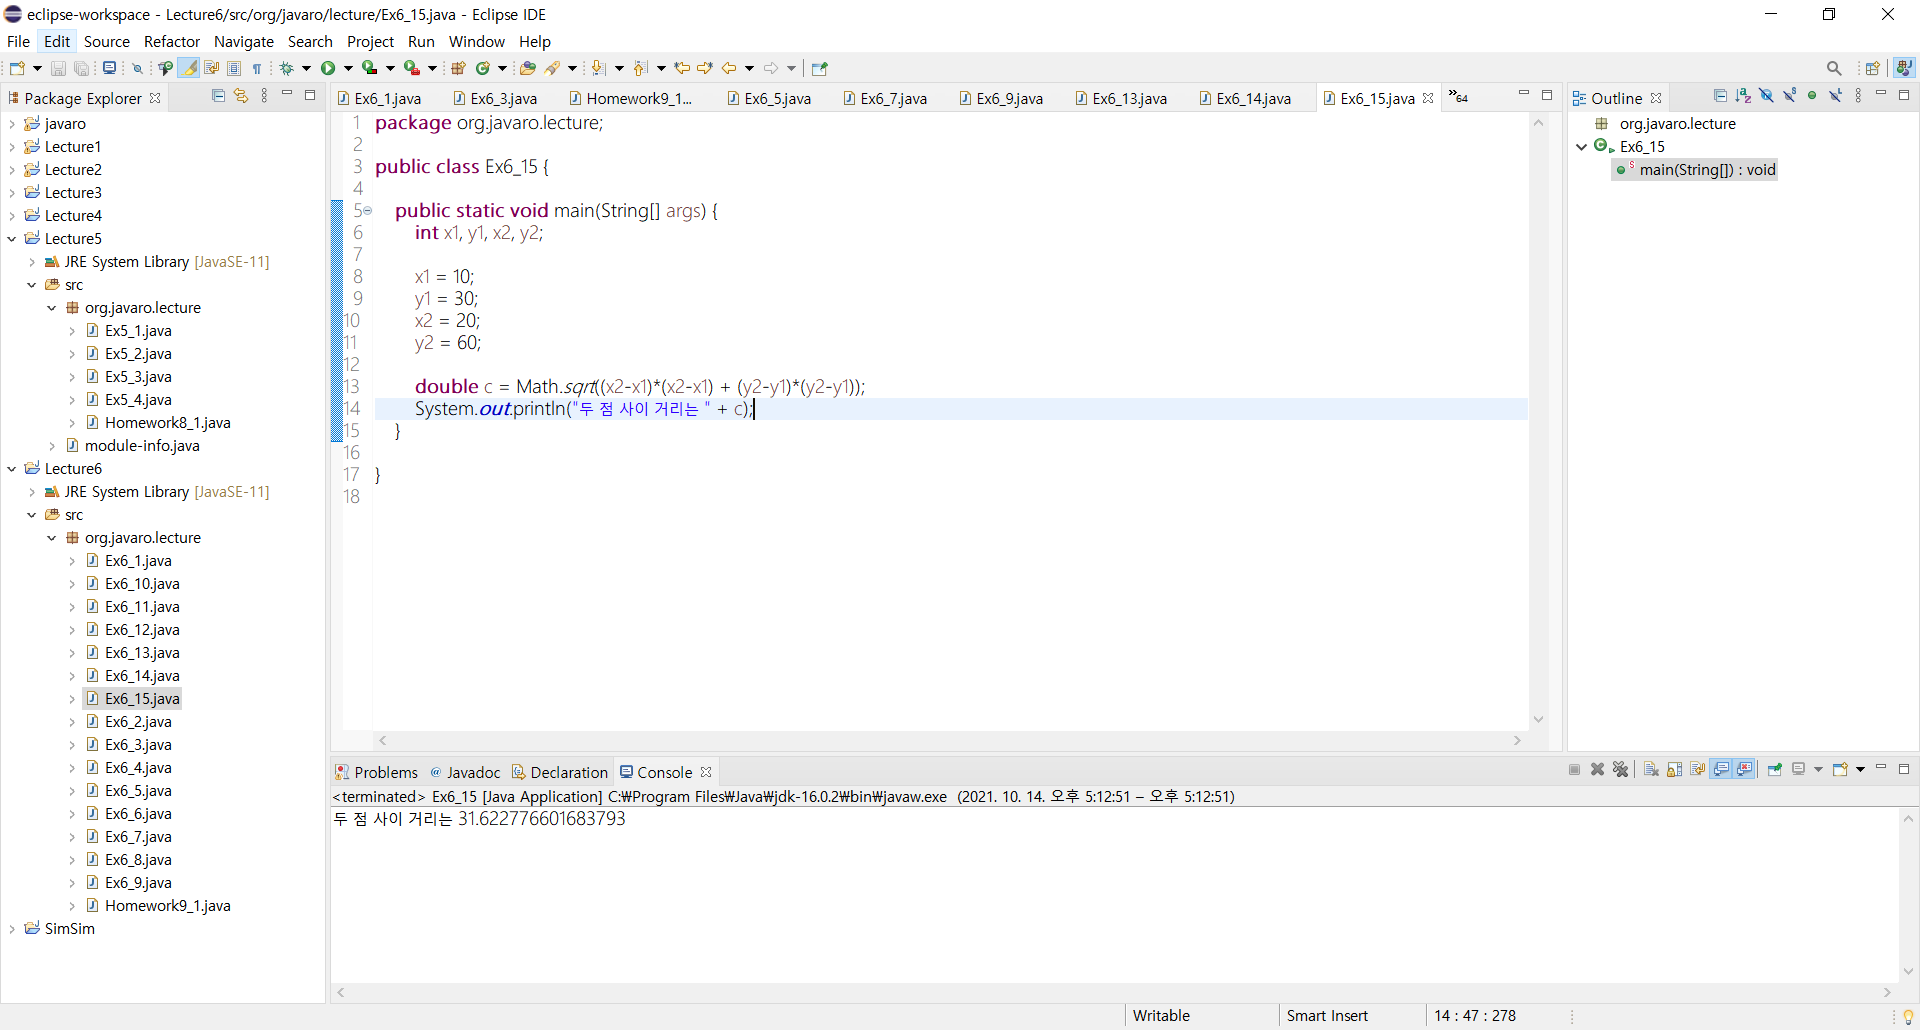 eclipse-workspace - Lecture6/src/org/javaro/lecture/Ex6_15.java - Eclipse IDE
File Edit Source Refactor Navigate Search Project Run Window Help
Package Explorer
javaro
Lecture1
Lecture2
Lecture3
Lecture4
Lecture5
JRE System Library [JavaSE-11]
src
org.javaro.lecture
Ex5_1.java
Ex5_2.java
Ex5_3.java
Ex5_4.java
Homework8_1.java
module-info.java
Lecture6
JRE System Library [JavaSE-11]
src
org.javaro.lecture
Ex6_1.java
Ex6_10.java
Ex6_11.java
Ex6_12.java
Ex6_13.java
Ex6_14.java
Ex6_15.java
Ex6_2.java
Ex6_3.java
Ex6_4.java
Ex6_5.java
Ex6_6.java
Ex6_7.java
Ex6_8.java
Ex6_9.java
Homework9_1.java
SimSim
Ex6_1.java Ex6_3.java Homework9_1... Ex6_5.java Ex6_7.java Ex6_9.java Ex6_13.java Ex6_14.java Ex6_15.java »64
1 package org.javaro.lecture;
2
3 public class Ex6_15 {
4
5 public static void main(String[] args) {
6 int x1, y1, x2, y2;
7
8 x1 = 10;
9 y1 = 30;
10 x2 = 20;
11 y2 = 60;
12
13 double c = Math.sqrt((x2-x1)*(x2-x1) + (y2-y1)*(y2-y1));
14 System.out.println("두 점 사이 거리는 " + c);
15 }
16
17 }
18
Outline
org.javaro.lecture
Ex6_15
main(String[]) : void
Problems @ Javadoc Declaration Console
<terminated> Ex6_15 [Java Application] C:₩Program Files₩Java₩jdk-16.0.2₩bin₩javaw.exe (2021. 10. 14. 오후 5:12:51 – 오후 5:12:51)
두 점 사이 거리는 31.622776601683793
Writable Smart Insert 14 : 47 : 278